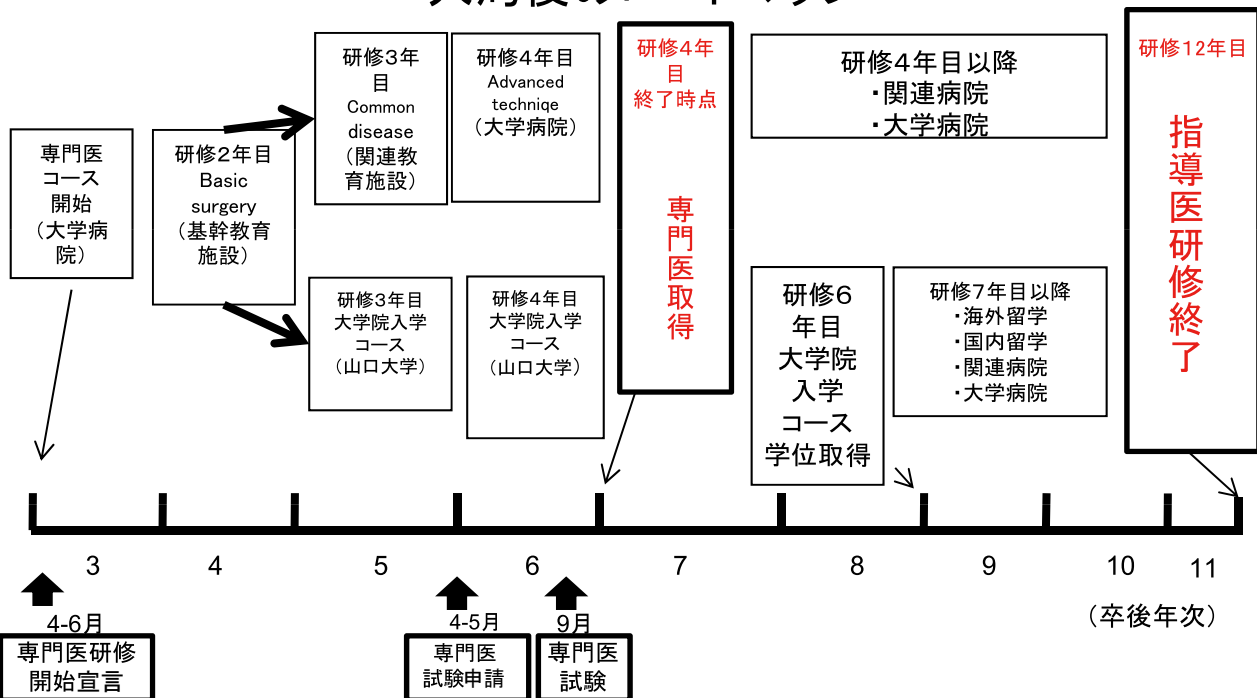 専門医
コース
開始
（大学病
院）
研修２年目
Basic
surgery
（基幹教育
施設）
研修３年
目
Common
disease
（関連教
育施設）
研修４年目
Advanced
techniqe
（大学病院）
研修３年目
大学院入学
コース
（山口大学）
研修４年目
大学院入学
コース
（山口大学）
研修４年
目
終了時点
専門医取得
研修４年目以降
・関連病院
・大学病院
研修６
年目
大学院
入学
コース
学位取得
研修７年目以降
・海外留学
・国内留学
・関連病院
・大学病院
研修12年目
指導医研修終了
3 4 5 6 7 8 9 10 11
（卒後年次）
4-6月
専門医研修
開始宣言
4-5月
専門医
試験申請
9月
専門医
試験